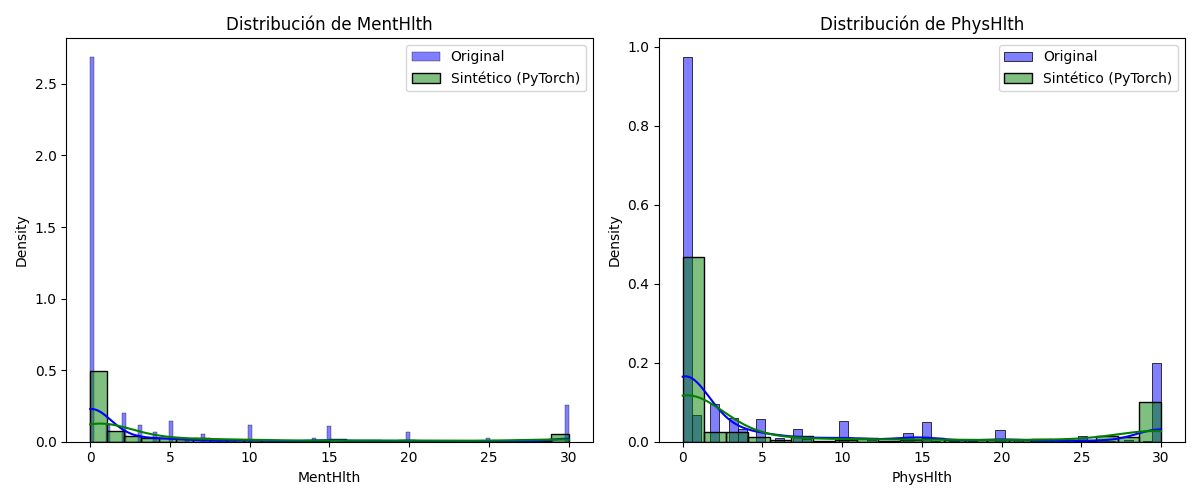 Distribución de MentHlth
Original
Sintético (PyTorch)
2.5
2.0
1.5
1.0
0.5
0.0
Density
0 5 10 15 20 25 30
MentHlth
Distribución de PhysHlth
Original
Sintético (PyTorch)
1.0
0.8
0.6
0.4
0.2
0.0
Density
0 5 10 15 20 25 30
PhysHlth